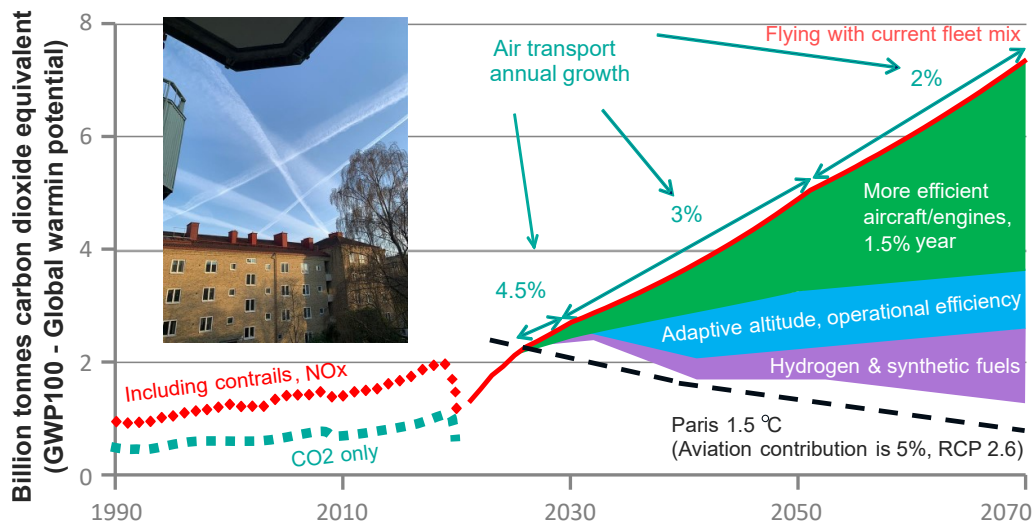 Billion tonnes carbon dioxide equivalent
(GWP100 - Global warmin potential)
8
6
4
2
0
1990
2010
2030
2050
2070
Air transport
annual growth
Flying with current fleet mix
2%
3%
4.5%
More efficient
aircraft/engines,
1.5% year
Adaptive altitude, operational efficiency
Hydrogen & synthetic fuels
Including contrails, NOx
CO2 only
Paris 1.5 ℃
(Aviation contribution is 5%, RCP 2.6)